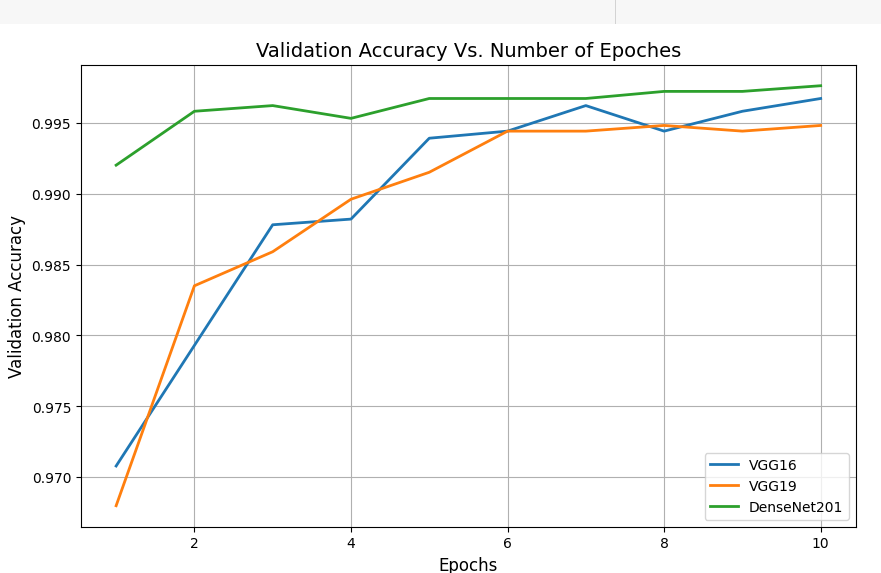 Validation Accuracy Vs. Number of Epoches
Validation Accuracy
0.995
0.990
0.985
0.980
0.975
0.970
2
4
6
8
10
Epochs
VGG16
VGG19
DenseNet201